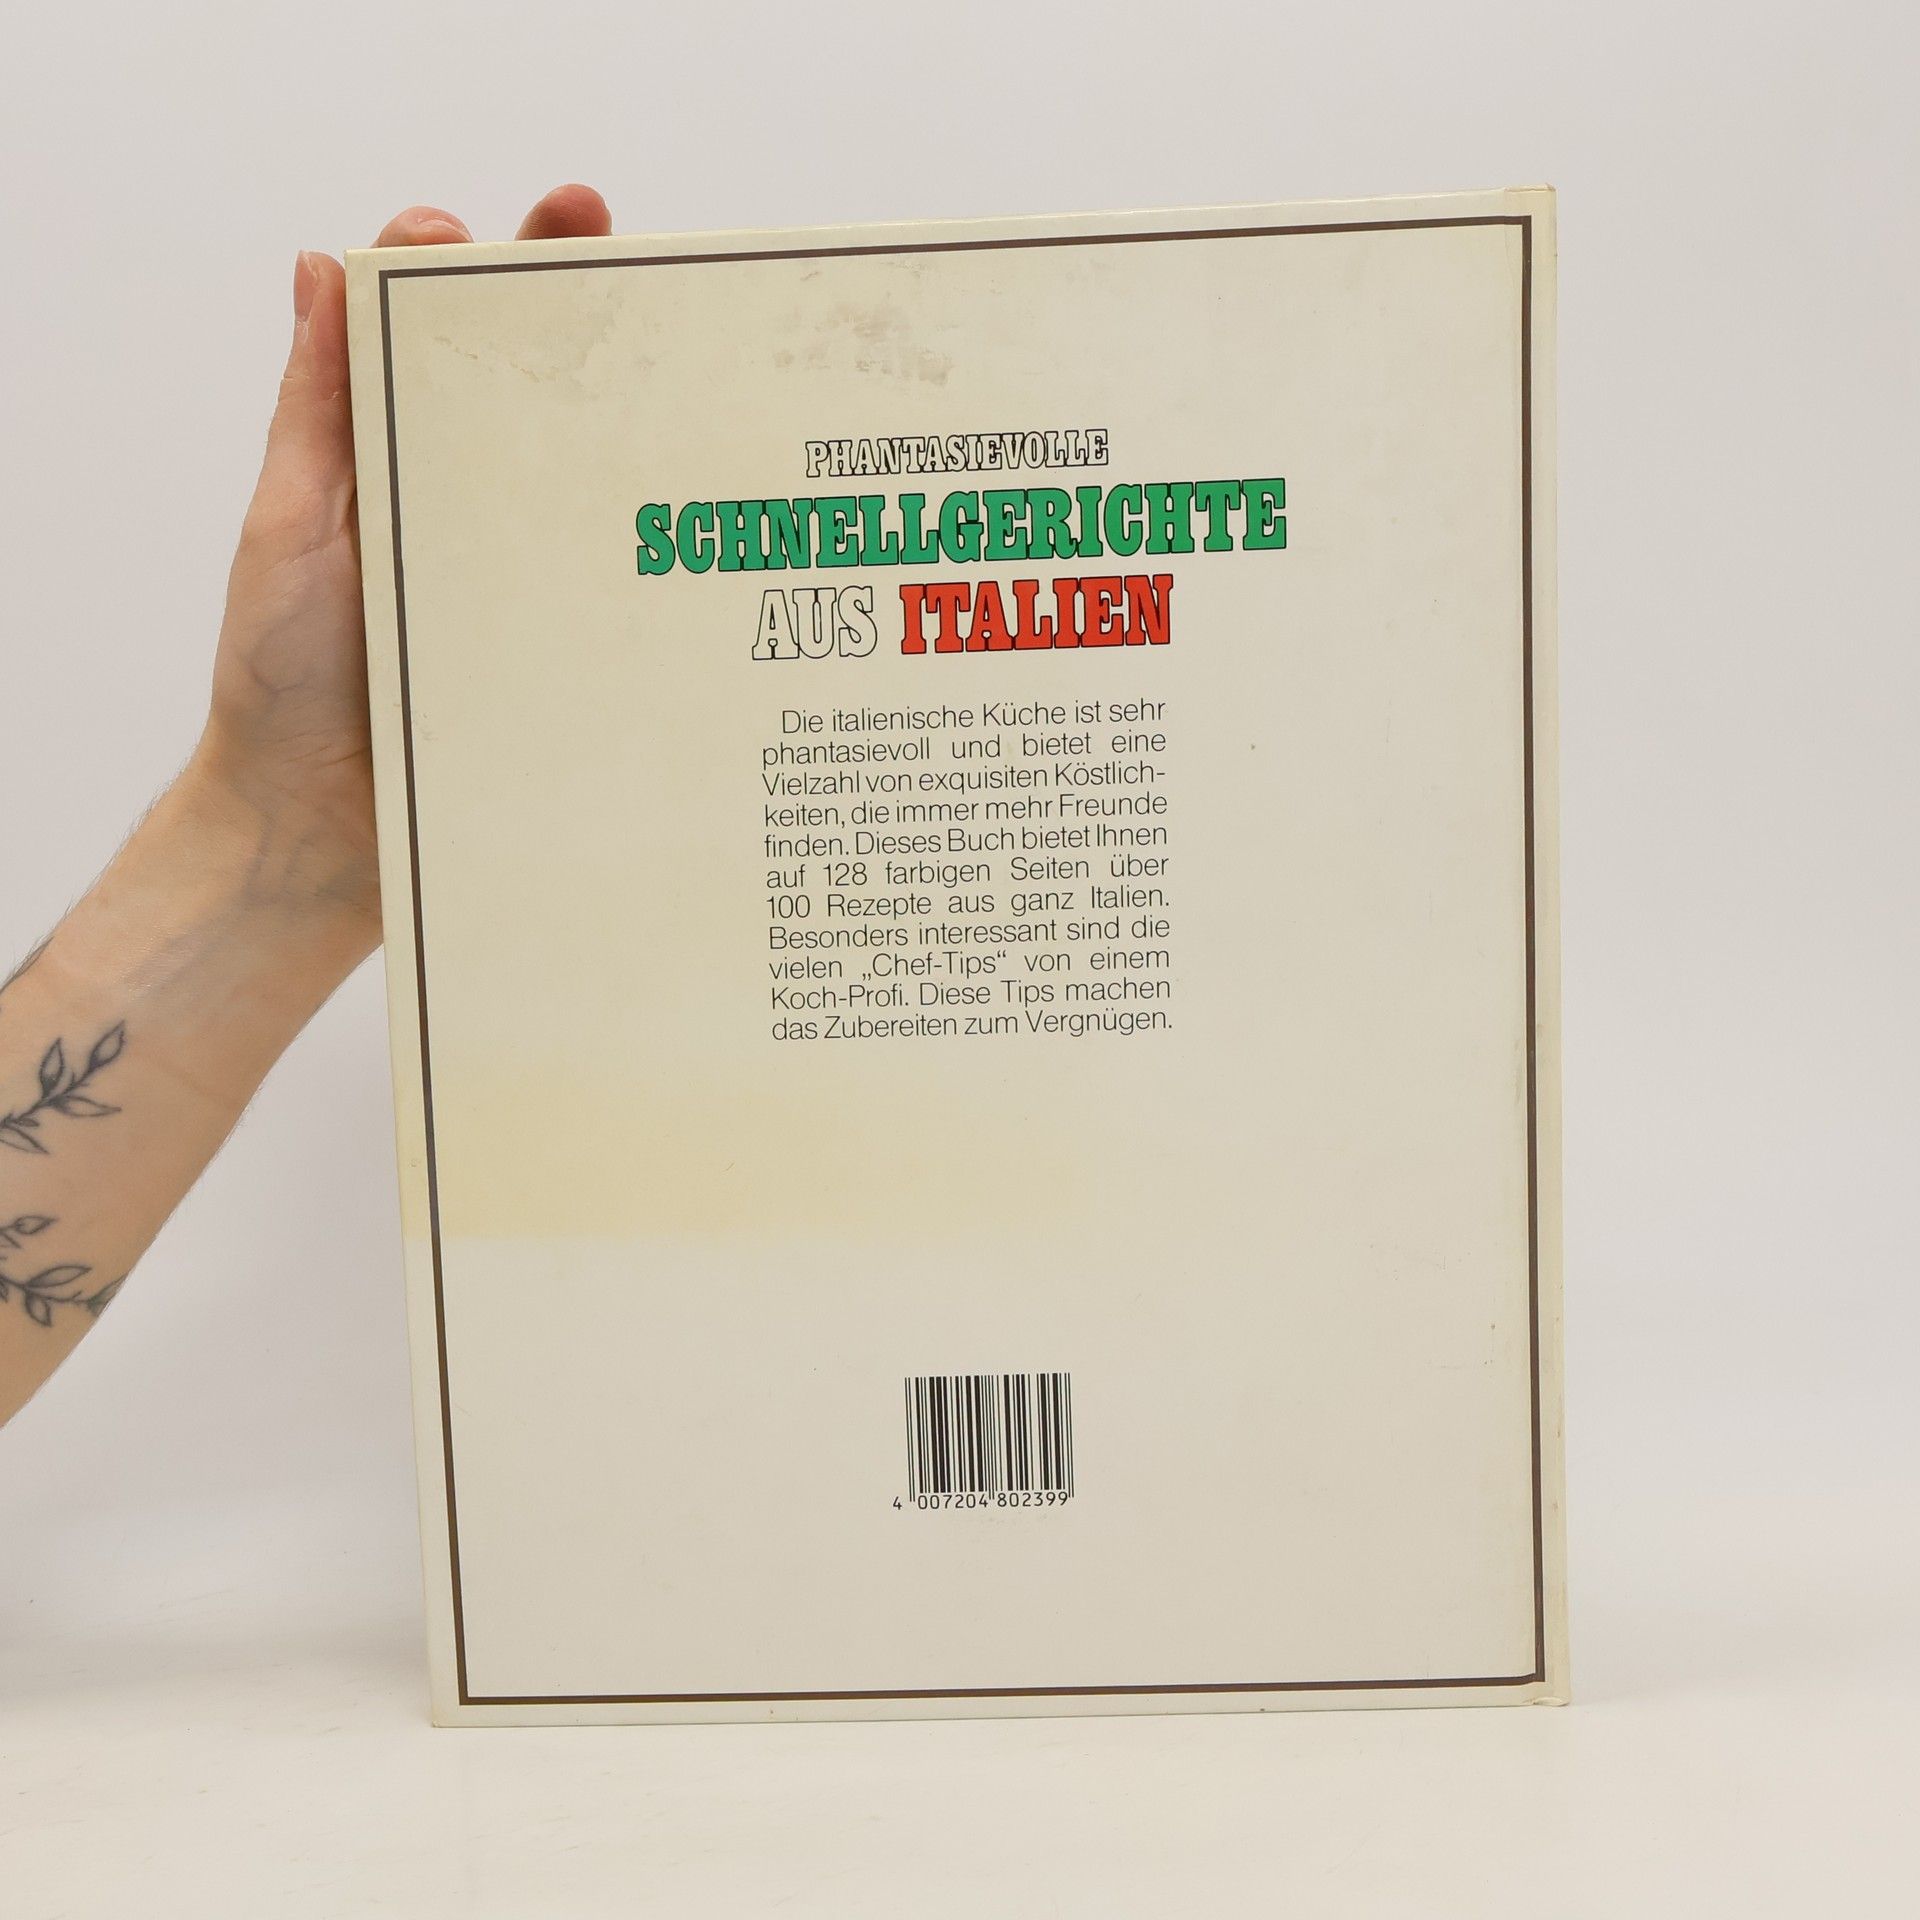 PHANTASIEVOLLE
SCHNELLGERICHTE
AUS ITALIEN
Die italienische Küche ist sehr
phantasievoll und bietet eine
Vielzahl von exquisiten Köstlich-
keiten, die immer mehr Freunde
finden. Dieses Buch bietet Ihnen
auf 128 farbigen Seiten über
100 Rezepte aus ganz Italien.
Besonders interessant sind die
vielen „Chef-Tips“ von einem
Koch-Profi. Diese Tips machen
das Zubereiten zum Vergnügen.
4 007204 802399